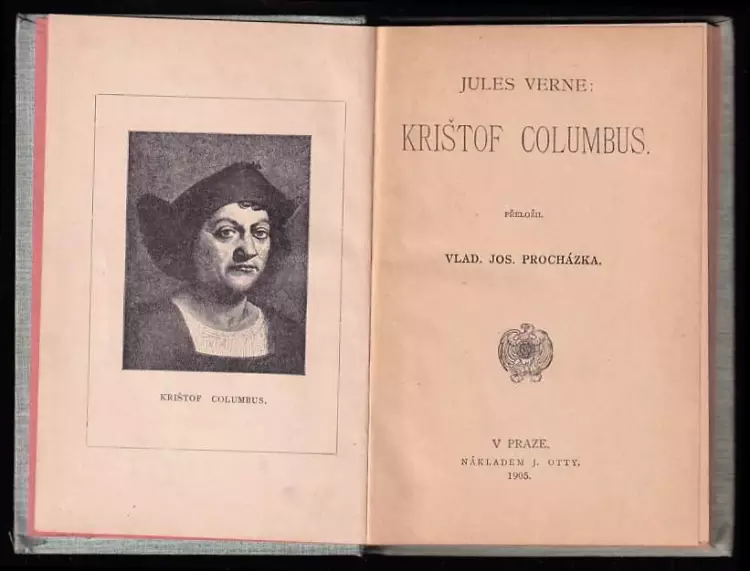 KRIŠTOF COLUMBUS.
JULES VERNE:
KRIŠTOF COLUMBUS.
PŘELOŽIL
VLAD. JOS. PROCHÁZKA.
V PRAZE.
NÁKLADEM J. OTTY,
1905.